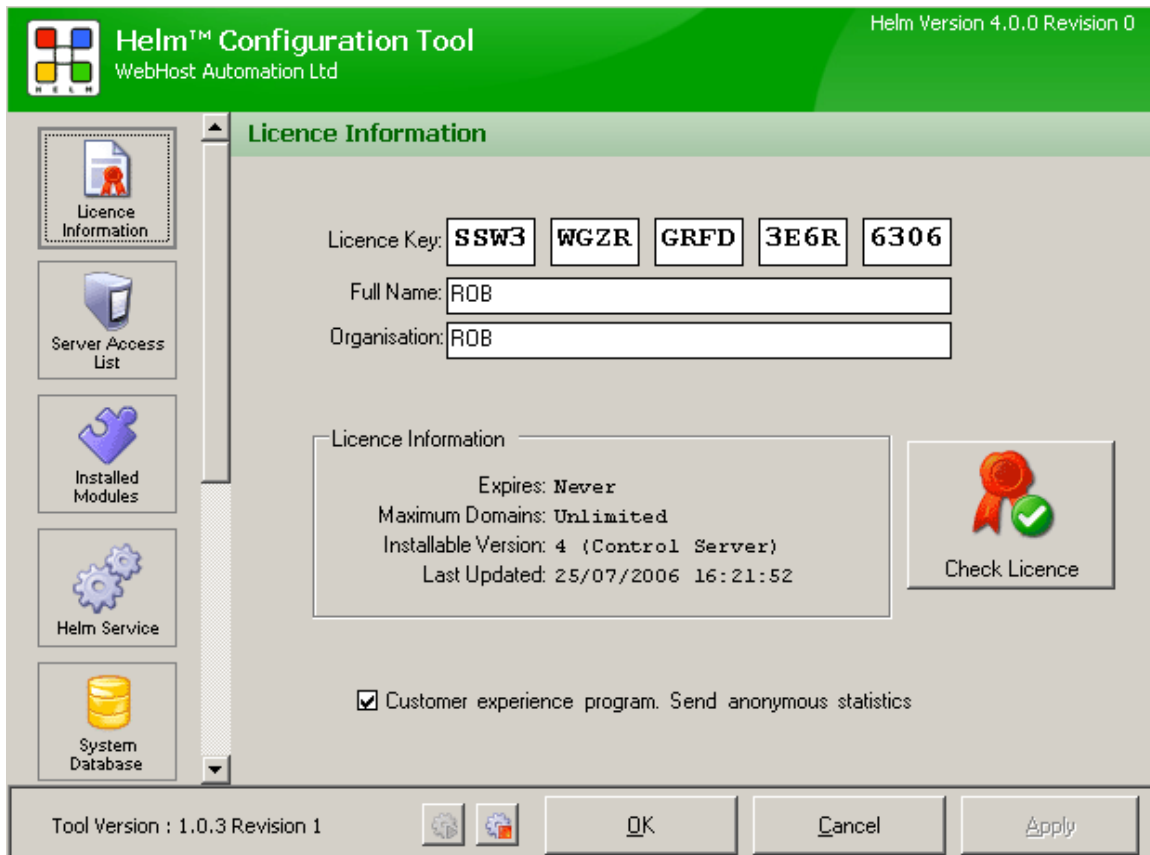 Helm™ Configuration Tool
WebHost Automation Ltd
Helm Version 4.0.0 Revision 0
HELM
Licence
Information
Server Access
List
Installed
Modules
Helm Service
System
Database
Licence Information
Licence Key: SSW3 WGZR GRFD 3E6R 6306
Full Name: ROB
Organisation: ROB
Licence Information
Expires: Never
Maximum Domains: Unlimited
Installable Version: 4 (Control Server)
Last Updated: 25/07/2006 16:21:52
Check Licence
Customer experience program. Send anonymous statistics
Tool Version : 1.0.3 Revision 1
OK
Cancel
Apply